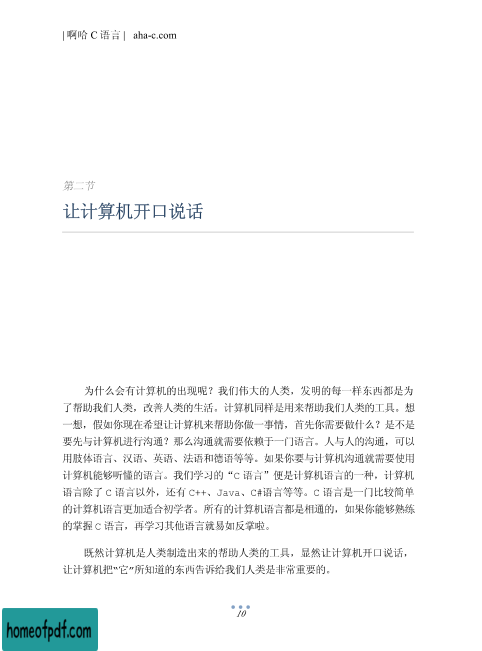 | 啊哈 C 语言 |   aha-c.com
第二节
让计算机开口说话
为什么会有计算机的出现呢？我们伟大的人类，发明的每一样东西都是为
了帮助我们人类，改善人类的生活。计算机同样是用来帮助我们人类的工具。想
一想，假如你现在希望让计算机来帮助你做一事情，首先你需要做什么？是不是
要先与计算机进行沟通？那么沟通就需要依赖于一门语言。人与人的沟通，可以
用肢体语言、汉语、英语、法语和德语等等。如果你要与计算机沟通就需要使用
计算机能够听懂的语言。我们学习的“C 语言”便是计算机语言的一种，计算机
语言除了 C 语言以外，还有 C++、Java、C#语言等等。C 语言是一门比较简单
的计算机语言更加适合初学者。所有的计算机语言都是相通的，如果你能够熟练
的掌握 C 语言，再学习其他语言就易如反掌啦。
既然计算机是人类制造出来的帮助人类的工具，显然让计算机开口说话，
让计算机把“它”所知道的东西告诉给我们人类是非常重要的。
10
homeofpdf.com